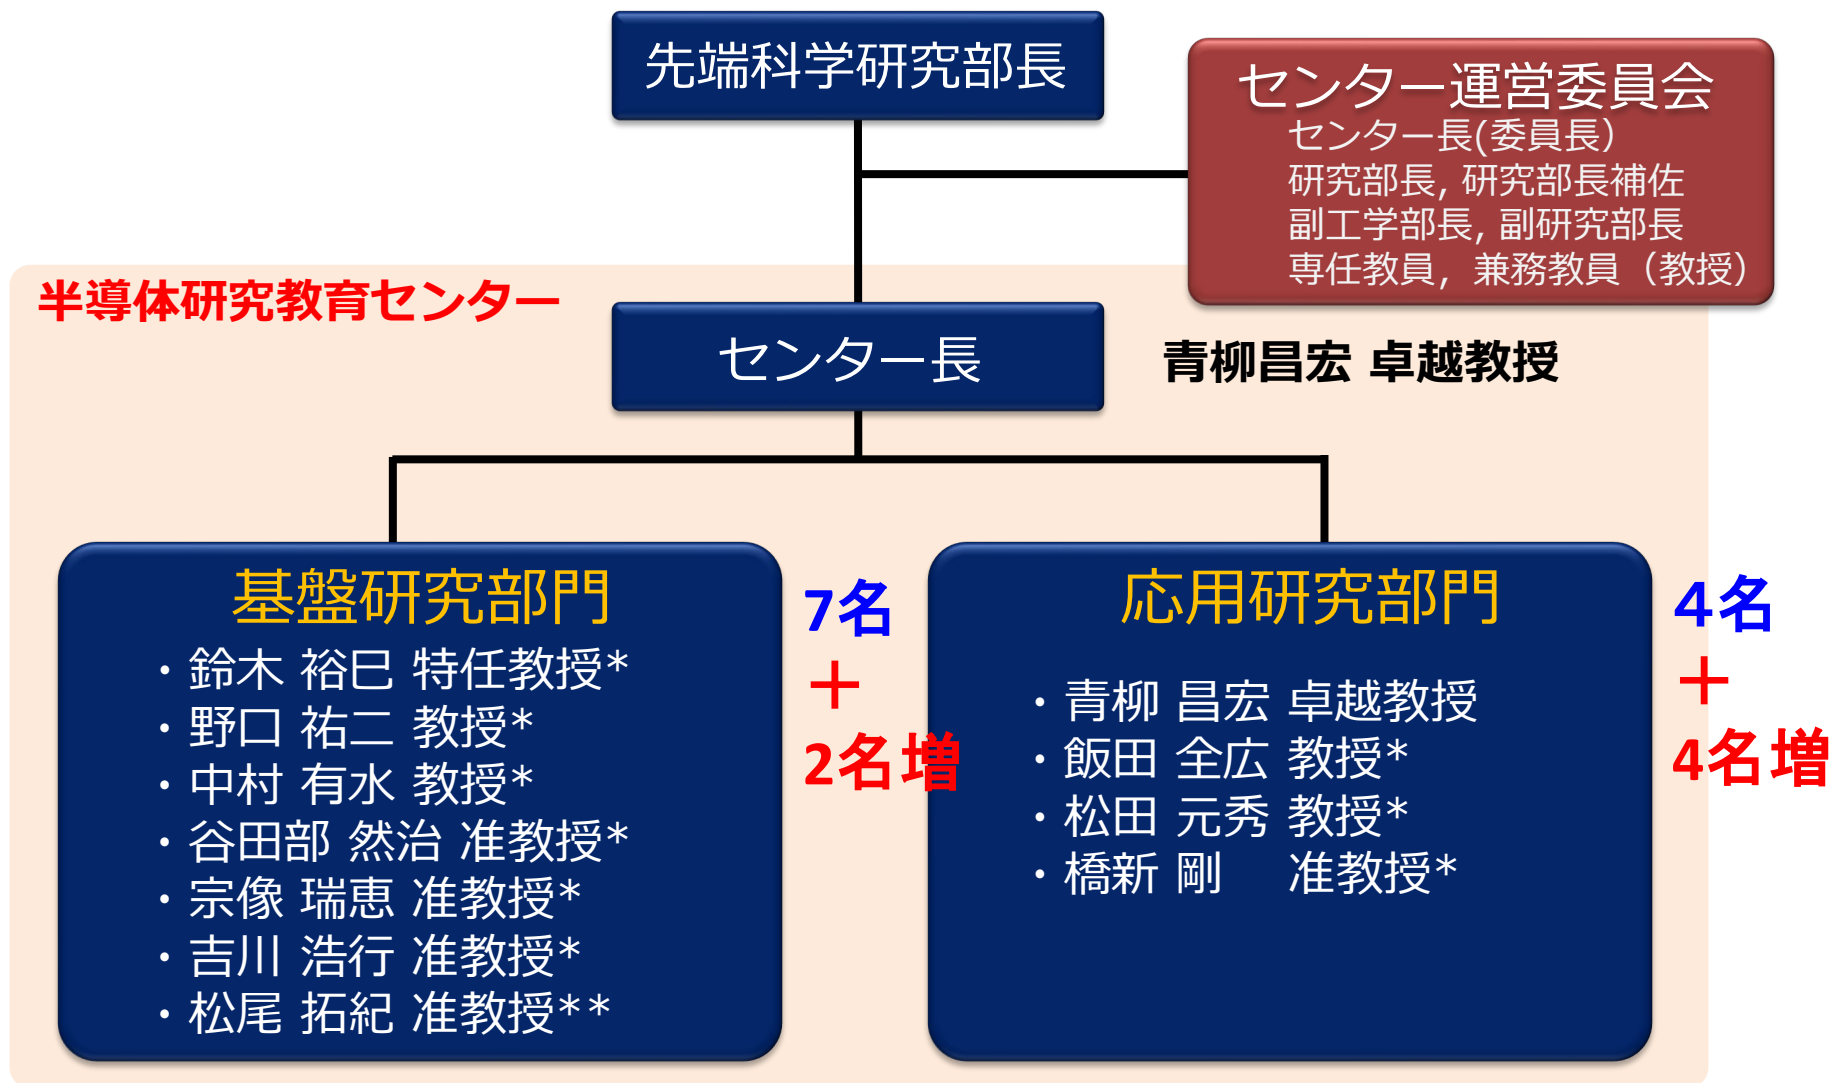 先端科学研究部長
センター運営委員会
センター長(委員長）
研究部長, 研究部長補佐
副工学部長, 副研究部長
専任教員，兼務教員（教授）
半導体研究教育センター
センター長
青柳昌宏 卓越教授
基盤研究部門
・鈴木 裕巳 特任教授*
・野口 祐二 教授*
・中村 有水 教授*
・谷田部 然治 准教授*
・宗像 瑞恵 准教授*
・吉川 浩行 准教授*
・松尾 拓紀 准教授**
7名
＋
2名増
応用研究部門
・青柳 昌宏 卓越教授
・飯田 全広 教授*
・松田 元秀 教授*
・橋新 剛　 准教授*
４名
＋
4名増